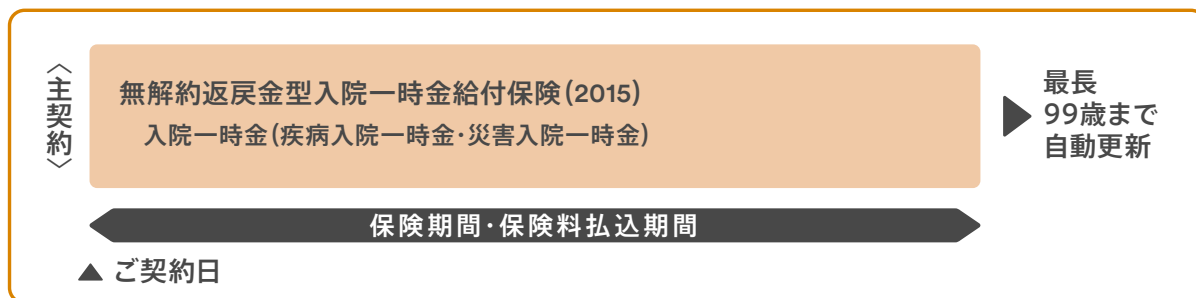 〈主契約〉
無解約返戻金型入院一時金給付保険(2015)
入院一時金(疾病入院一時金・災害入院一時金)
最長
99歳まで
自動更新
保険期間・保険料払込期間
▲ ご契約日